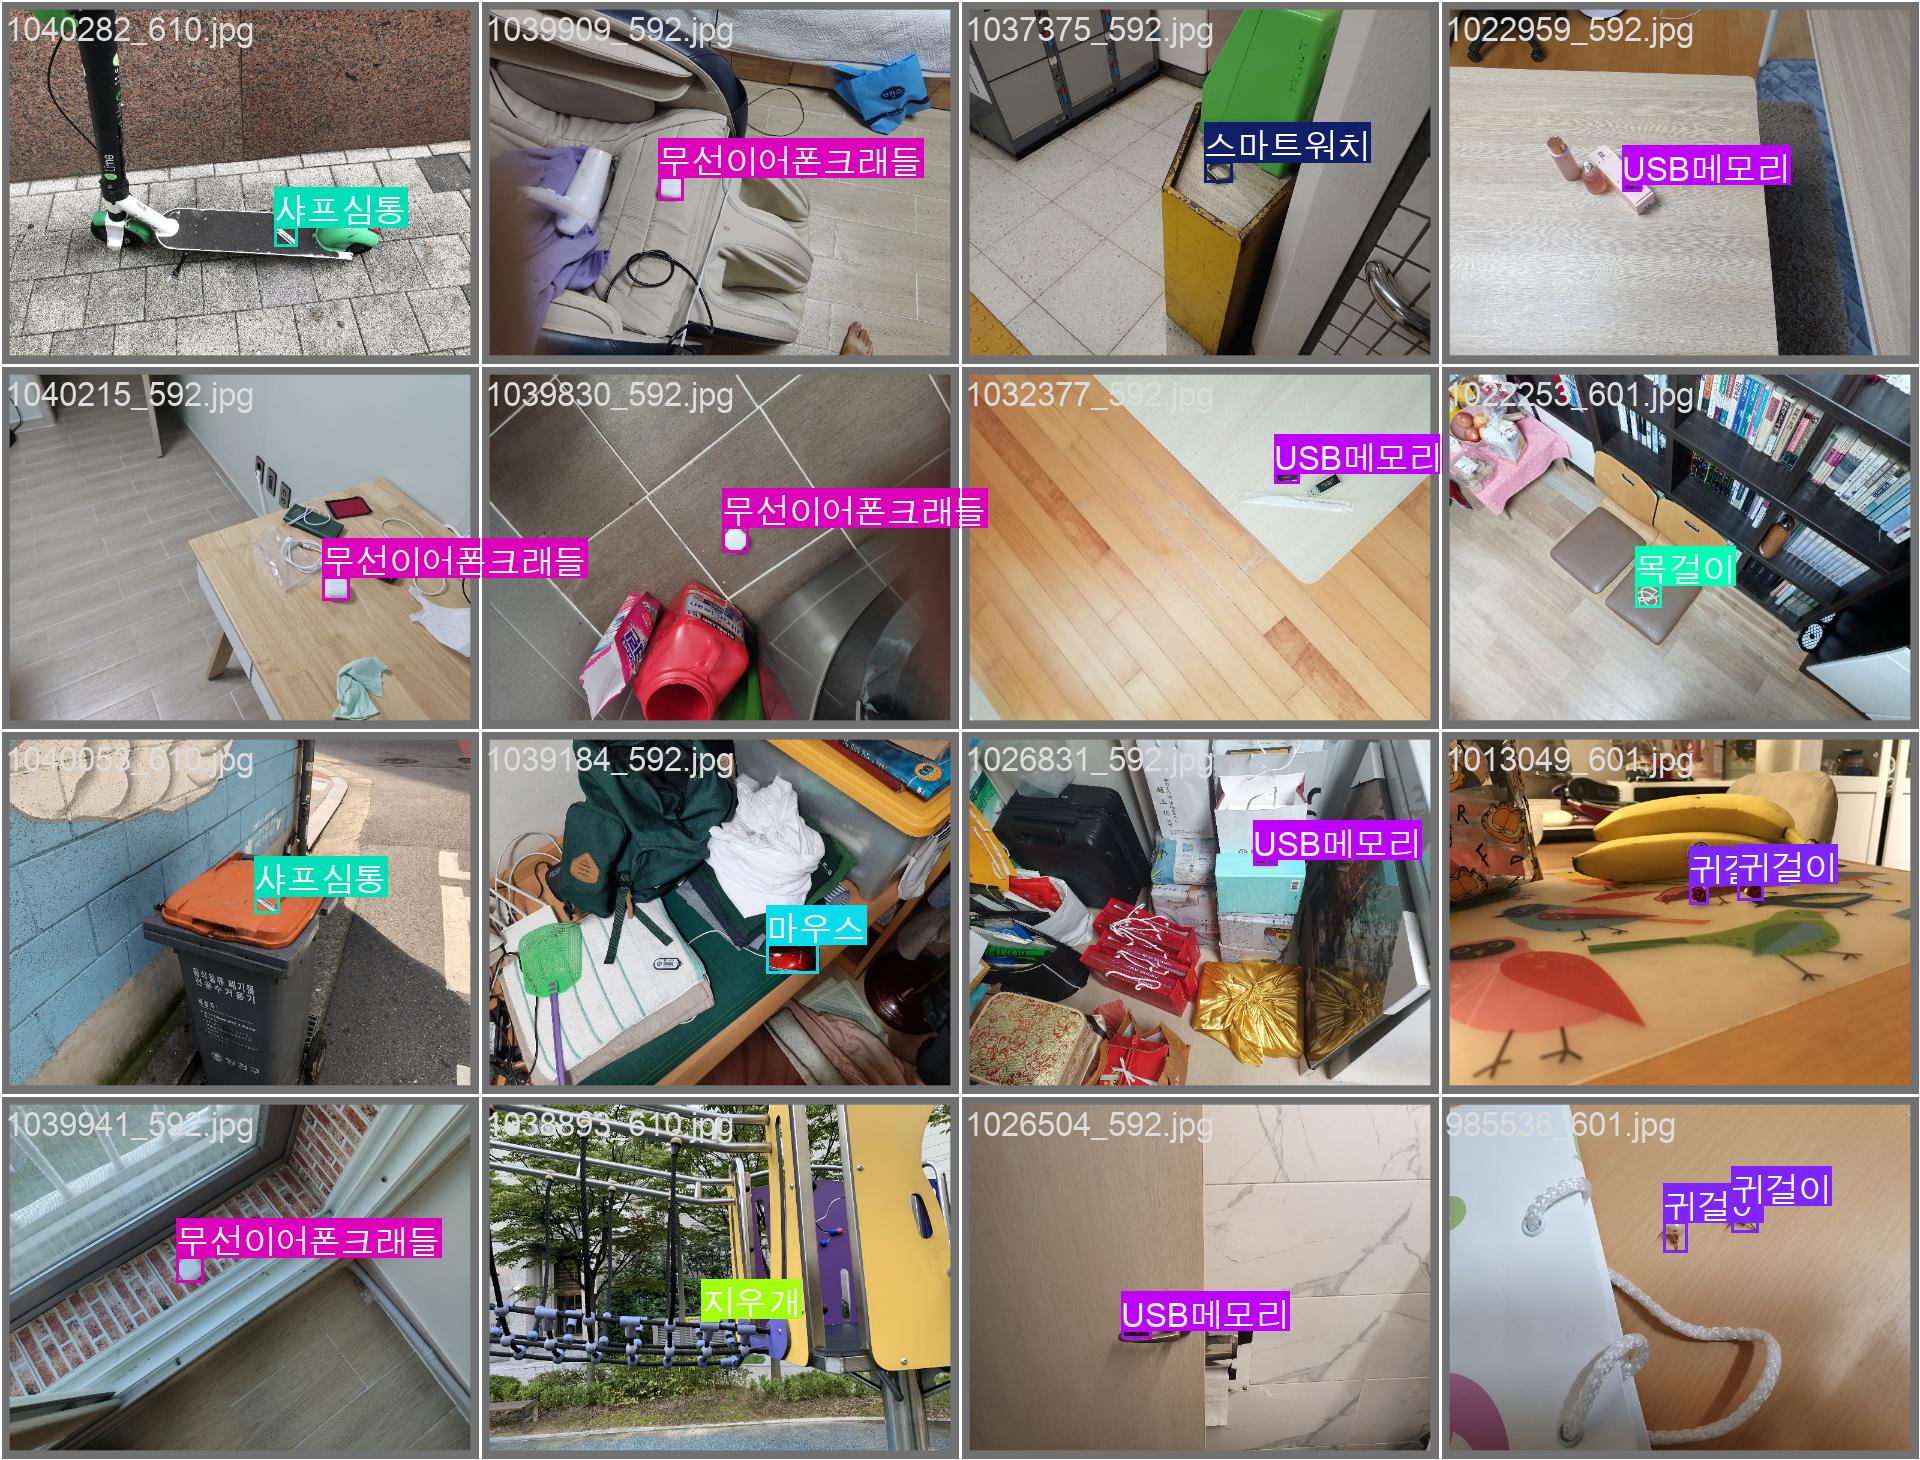 1040282_610.jpg
샤프심통
1039909_592.jpg
무선이어폰크래들
1037375_592.jpg
스마트워치
1022959_592.jpg
USB메모리
1040215_592.jpg
무선이어폰크래들
1039830_592.jpg
무선이어폰크래들
1032377_592.jpg
USB메모리
1022253_601.jpg
목걸이
1040053_610.jpg
샤프심통
1039184_592.jpg
마우스
1026831_592.jpg
USB메모리
1013049_601.jpg
귀걸이
귀걸이
1039941_592.jpg
무선이어폰크래들
1038893_610.jpg
지우개
1026504_592.jpg
USB메모리
985536_601.jpg
귀걸이
귀걸이